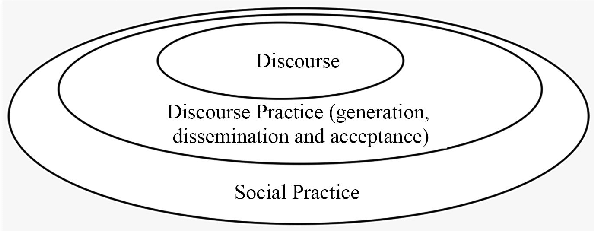 Discourse
Discourse Practice (generation,
dissemination and acceptance)
Social Practice